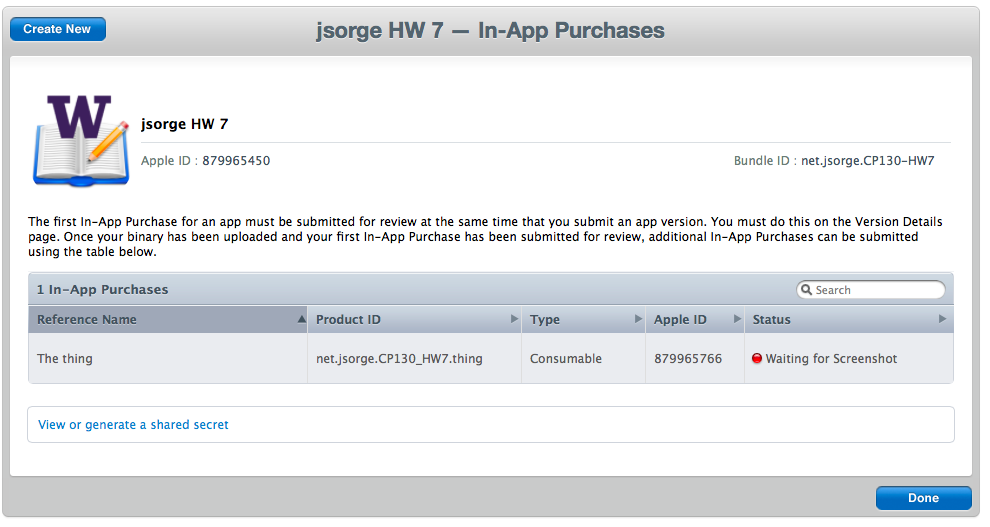 Create New
jsorge HW 7 — In-App Purchases
W
jsorge HW 7
Apple ID : 879965450
Bundle ID : net.jsorge.CP130-HW7
The first In-App Purchase for an app must be submitted for review at the same time that you submit an app version. You must do this on the Version Details
page. Once your binary has been uploaded and your first In-App Purchase has been submitted for review, additional In-App Purchases can be submitted
using the table below.
1 In-App Purchases
Search
Reference Name Product ID Type Apple ID Status
The thing net.jsorge.CP130_HW7.thing Consumable 879965766 Waiting for Screenshot
View or generate a shared secret
Done